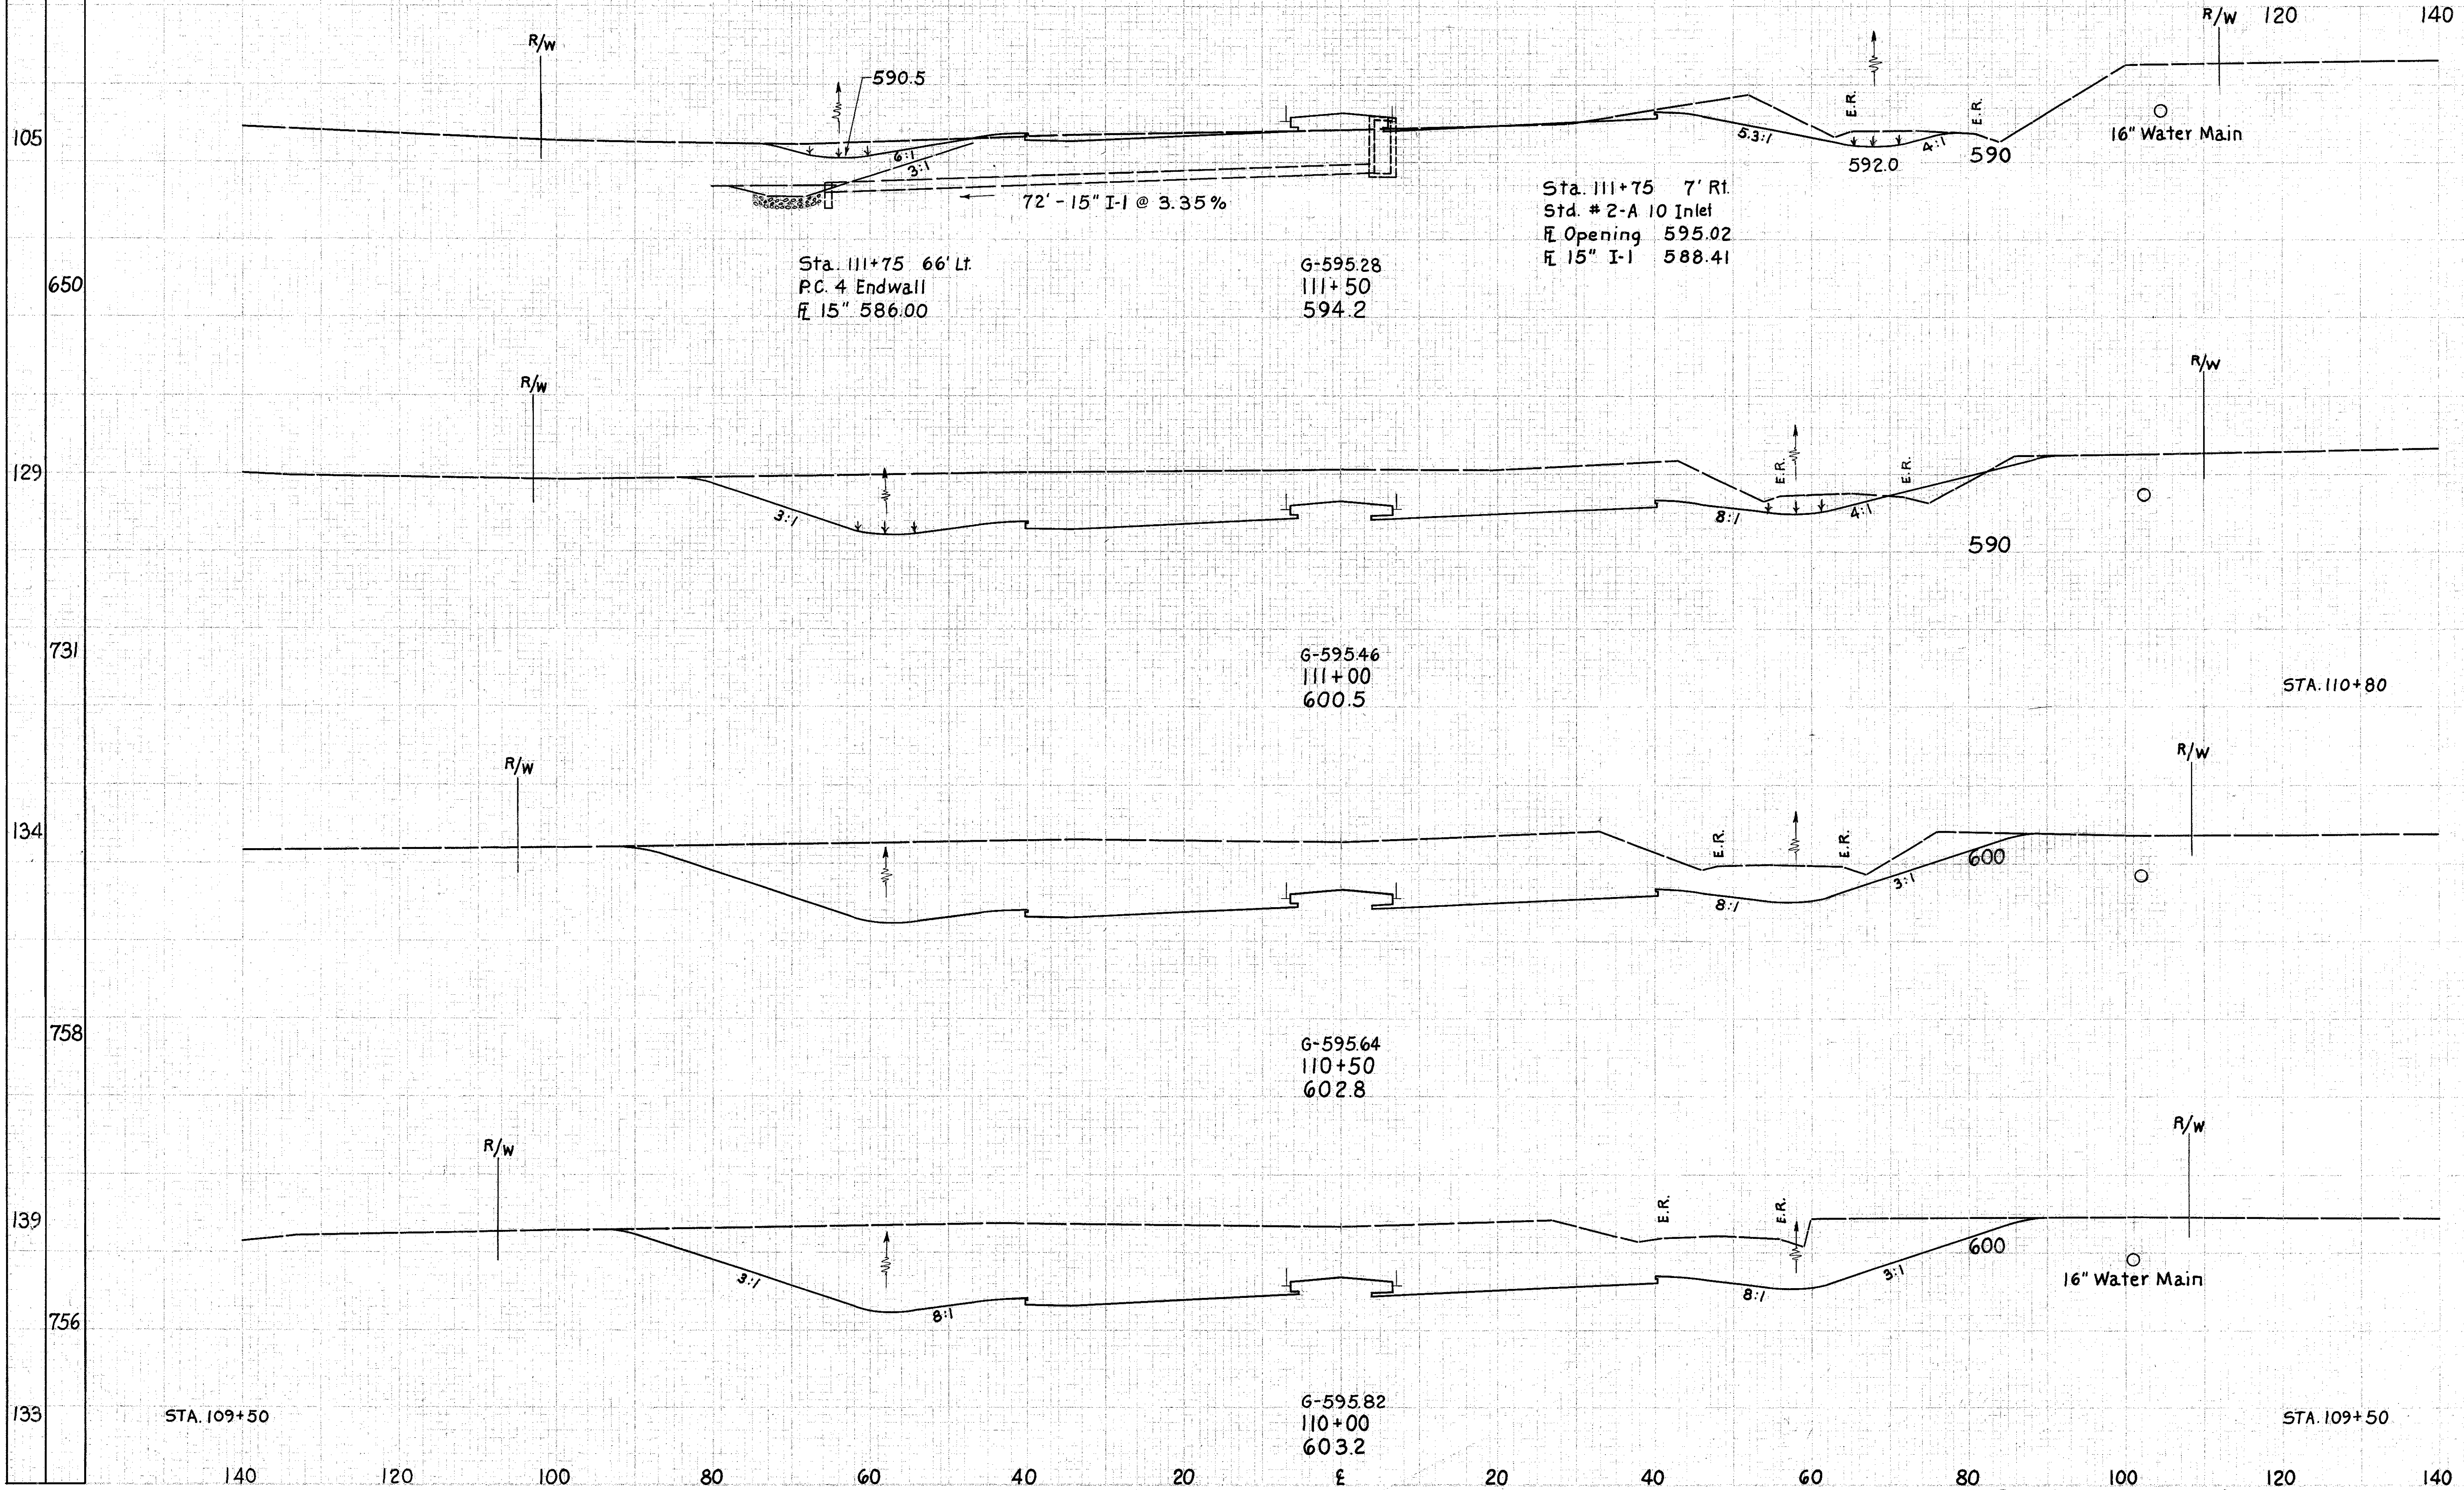 R/W 120 140
R/W
590.5
E.R.
E.R.
105
16" Water Main
6:1
3:1
5.3:1
4:1
590
592.0
72'-15" I-1 @ 3.35%
Sta. 111+75 7' Rt.
Std. # 2-A 10 Inlet
FL Opening 595.02
FL 15" I-1 588.41
Sta. 111+75 66' Lt.
P.C. 4 Endwall
FL 15" 586.00
650
G-595.28
111+50
594.2
R/W
R/W
129
E.R.
E.R.
3:1
8:1
4:1
590
731
G-595.46
111+00
600.5
STA. 110+80
R/W
R/W
134
E.R.
E.R.
600
3:1
8:1
758
G-595.64
110+50
602.8
R/W
R/W
139
E.R.
E.R.
600
16" Water Main
3:1
8:1
8:1
3:1
756
133
STA. 109+50
G-595.82
110+00
603.2
STA. 109+50
140 120 100 80 60 40 20 ℄ 20 40 60 80 100 120 140